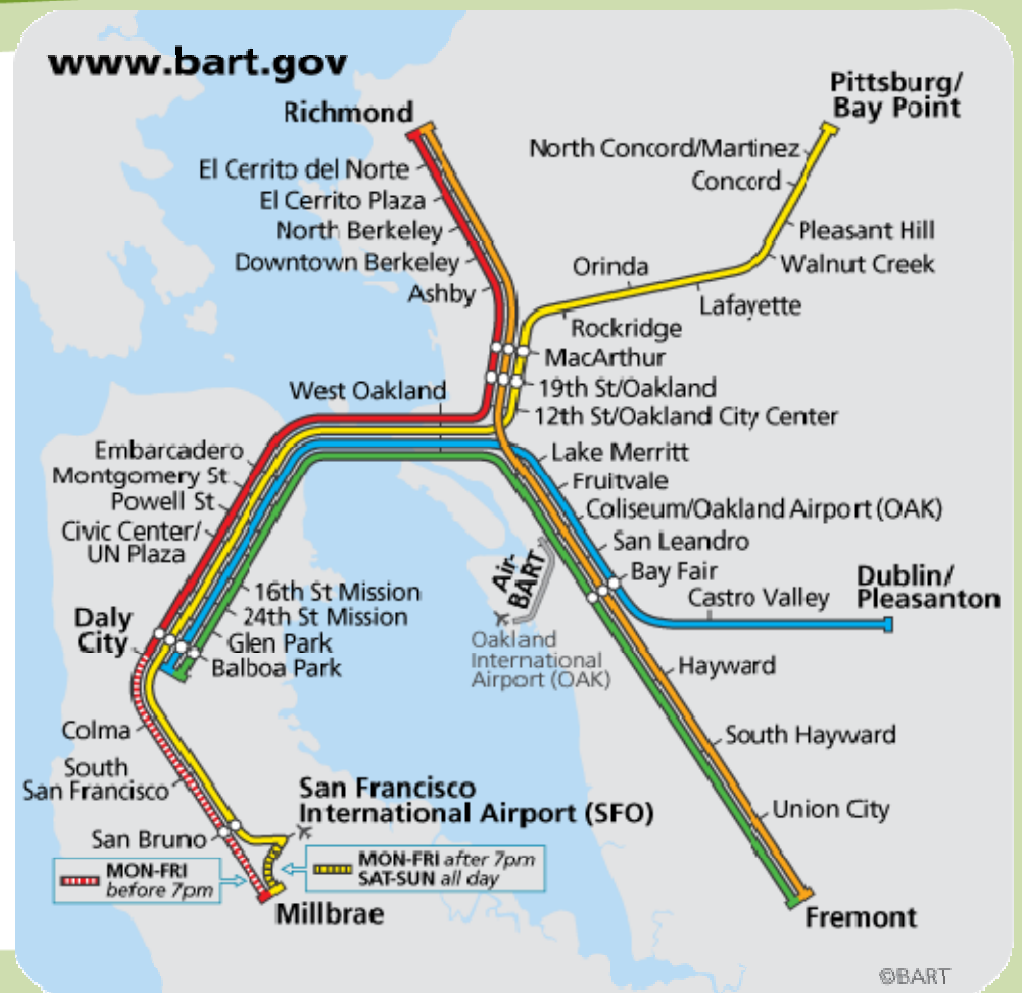 www.bart.gov
Richmond
El Cerrito del Norte
El Cerrito Plaza
North Berkeley
Downtown Berkeley
Ashby
Pittsburg/
Bay Point
North Concord/Martinez
Concord
Pleasant Hill
Walnurt Creek
Orinda
Lafayette
Rockridge
MacArthur
19th St/Oakland
12th St/Oakland City Center
West Oakland
Embarcadero
Montgomery St
Powell St
Civic Center/
UN Plaza
Lake Merritt
Fruitvale
Coliseum/Oakland Airport (OAK)
San Leandro
Bay Fair
Castro Valley
Dublin/
Pleasanton
Air-
BART
Oakland
International
Airport (OAK)
16th St Mission
24th St Mission
Glen Park
Balboa Park
Daly
City
Hayward
South Hayward
Union City
Fremont
Colma
South
San Francisco
San Bruno
San Francisco
International Airport (SFO)
MON-FRI
before 7pm
MON-FRI after 7pm
SAT-SUN all day
Millbrae
©BART